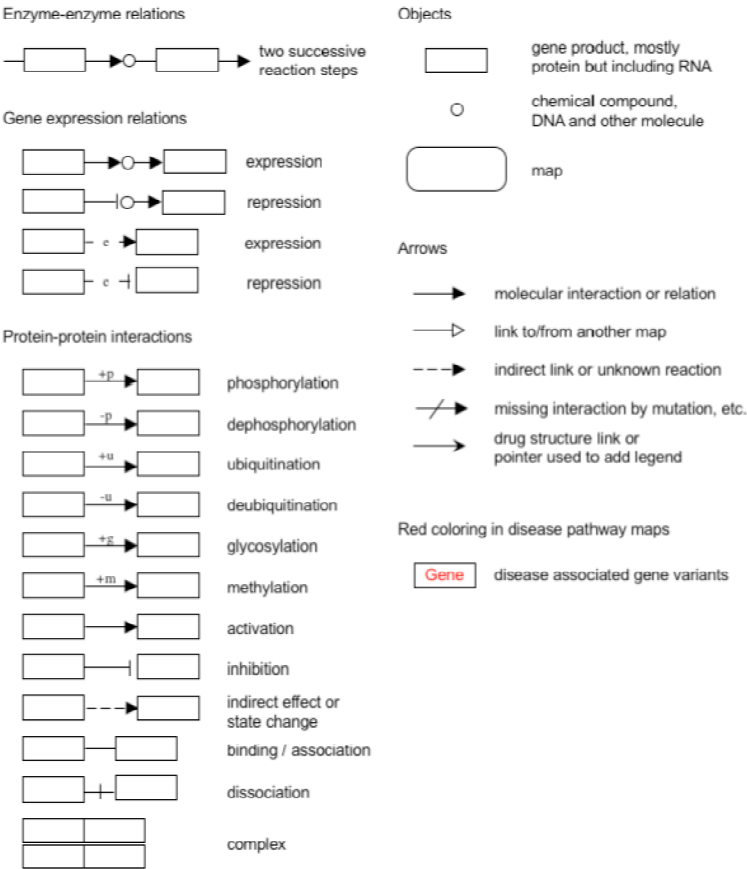 Enzyme-enzyme relations
two successive
reaction steps
Gene expression relations
expression
repression
e
expression
e
repression
Protein-protein interactions
+p
phosphorylation
-p
dephosphorylation
+u
ubiquitination
-u
deubiquitination
+g
glycosylation
+m
methylation
activation
inhibition
indirect effect or
state change
binding / association
dissociation
complex
Objects
gene product, mostly
protein but including RNA
chemical compound,
DNA and other molecule
map
Arrows
molecular interaction or relation
link to/from another map
indirect link or unknown reaction
missing interaction by mutation, etc.
drug structure link or
pointer used to add legend
Red coloring in disease pathway maps
Gene
disease associated gene variants